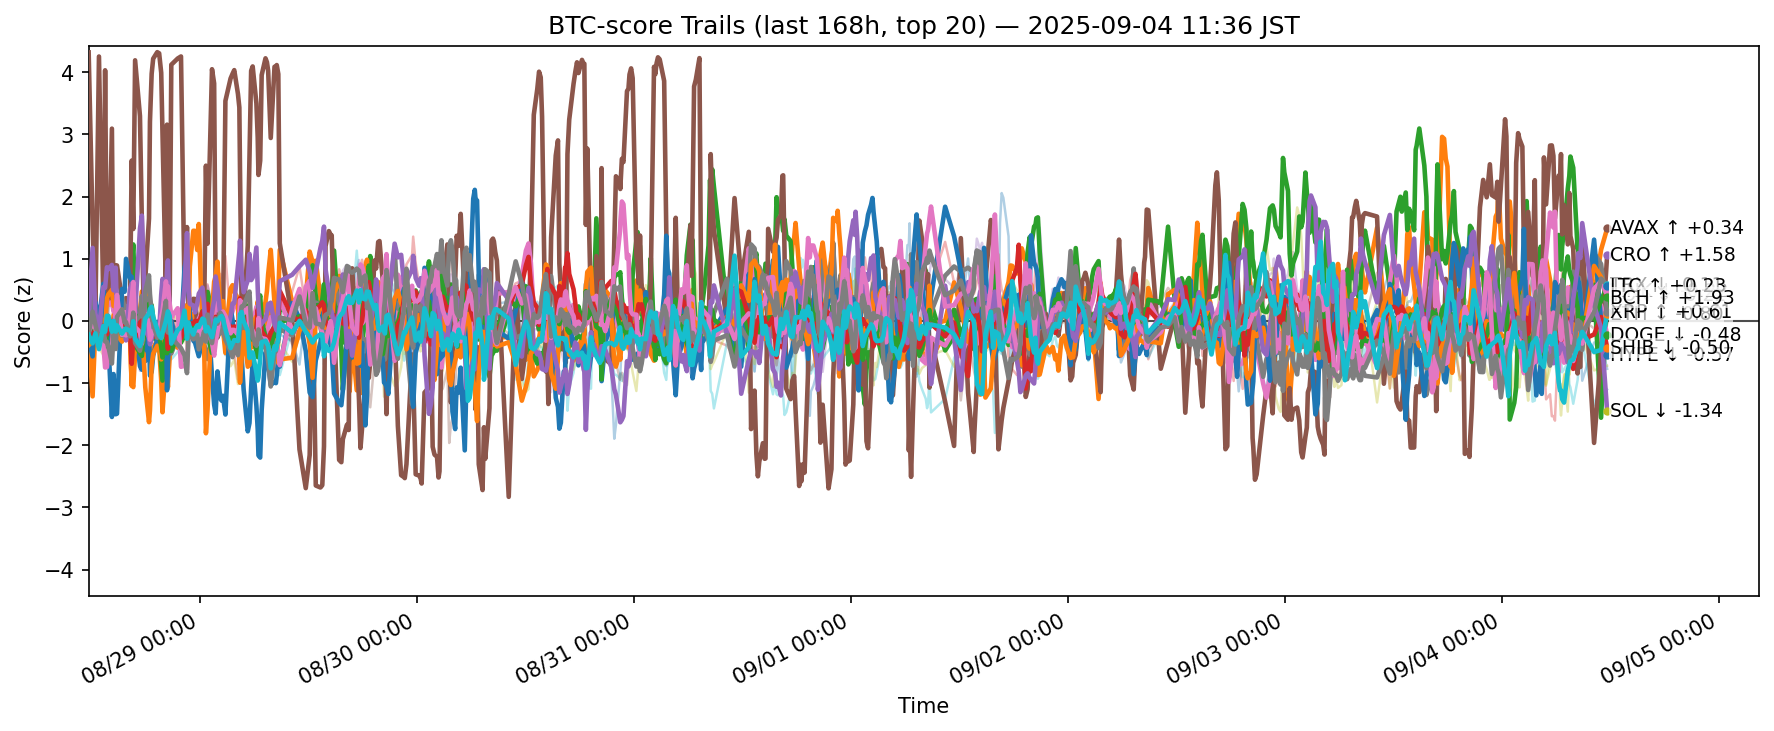 BTC-score Trails (last 168h, top 20) — 2025-09-04 11:36 JST
Score (z)
4
3
2
1
0
−1
−2
−3
−4
AVAX ↑ +0.34
CRO ↑ +1.58
BCH ↑ +1.93
XRP ↑ +0.61
DOGE ↓ -0.48
SHIB ↓ -0.50
SOL ↓ -1.34
08/29 00:00
08/30 00:00
08/31 00:00
09/01 00:00
09/02 00:00
09/03 00:00
09/04 00:00
09/05 00:00
Time